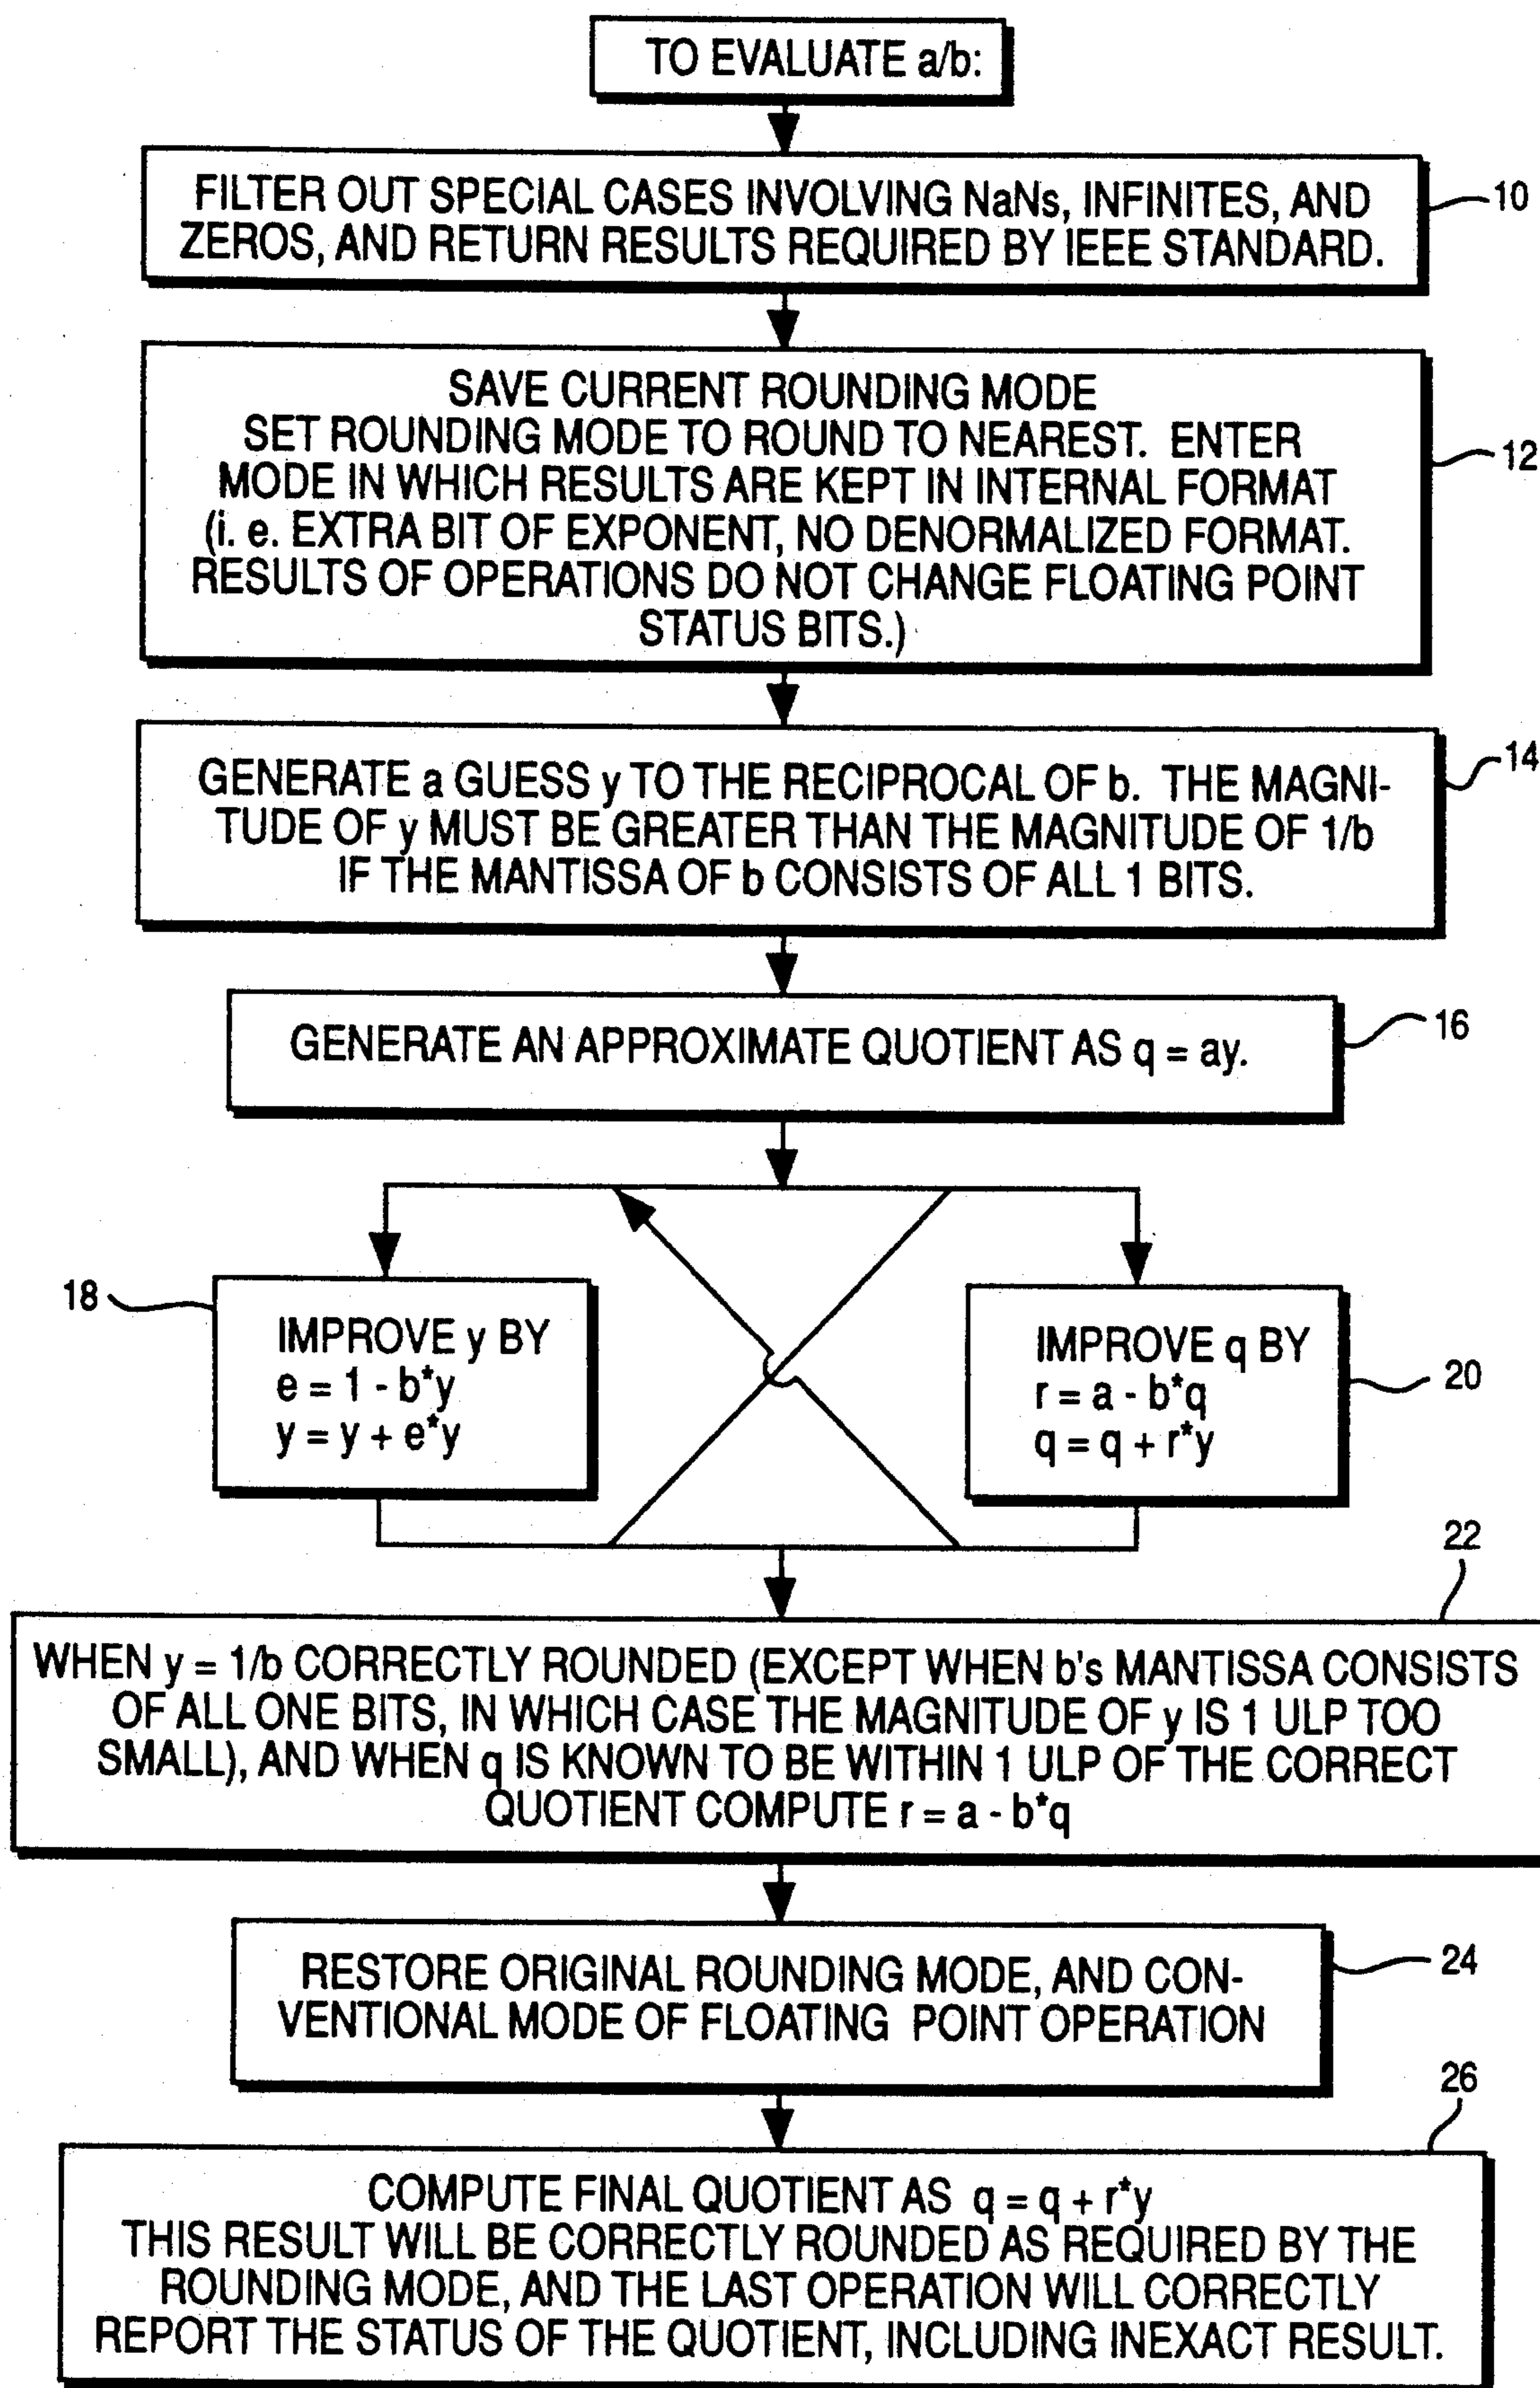 TO EVALUATE a/b:
FILTER OUT SPECIAL CASES INVOLVING NaNs, INFINITES, AND
ZEROS, AND RETURN RESULTS REQUIRED BY IEEE STANDARD.
10
SAVE CURRENT ROUNDING MODE
SET ROUNDING MODE TO ROUND TO NEAREST. ENTER
MODE IN WHICH RESULTS ARE KEPT IN INTERNAL FORMAT
(i. e. EXTRA BIT OF EXPONENT, NO DENORMALIZED FORMAT.
RESULTS OF OPERATIONS DO NOT CHANGE FLOATING POINT
STATUS BITS.)
12
GENERATE a GUESS y TO THE RECIPROCAL OF b. THE MAGNI-
TUDE OF y MUST BE GREATER THAN THE MAGNITUDE OF 1/b
IF THE MANTISSA OF b CONSISTS OF ALL 1 BITS.
14
GENERATE AN APPROXIMATE QUOTIENT AS q = ay.
16
18
IMPROVE y BY
e = 1 - b*y
y = y + e*y
IMPROVE q BY
r = a - b*q
q = q + r*y
20
22
WHEN y = 1/b CORRECTLY ROUNDED (EXCEPT WHEN b's MANTISSA CONSISTS
OF ALL ONE BITS, IN WHICH CASE THE MAGNITUDE OF y IS 1 ULP TOO
SMALL), AND WHEN q IS KNOWN TO BE WITHIN 1 ULP OF THE CORRECT
QUOTIENT COMPUTE r = a - b*q
RESTORE ORIGINAL ROUNDING MODE, AND CON-
VENTIONAL MODE OF FLOATING POINT OPERATION
24
26
COMPUTE FINAL QUOTIENT AS q = q + r*y
THIS RESULT WILL BE CORRECTLY ROUNDED AS REQUIRED BY THE
ROUNDING MODE, AND THE LAST OPERATION WILL CORRECTLY
REPORT THE STATUS OF THE QUOTIENT, INCLUDING INEXACT RESULT.